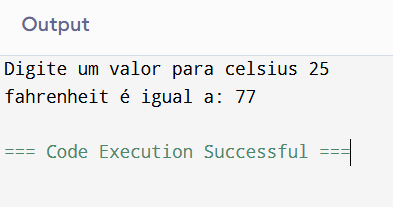 Output
Digite um valor para celsius 25
fahrenheit é igual a: 77
=== Code Execution Successful ===